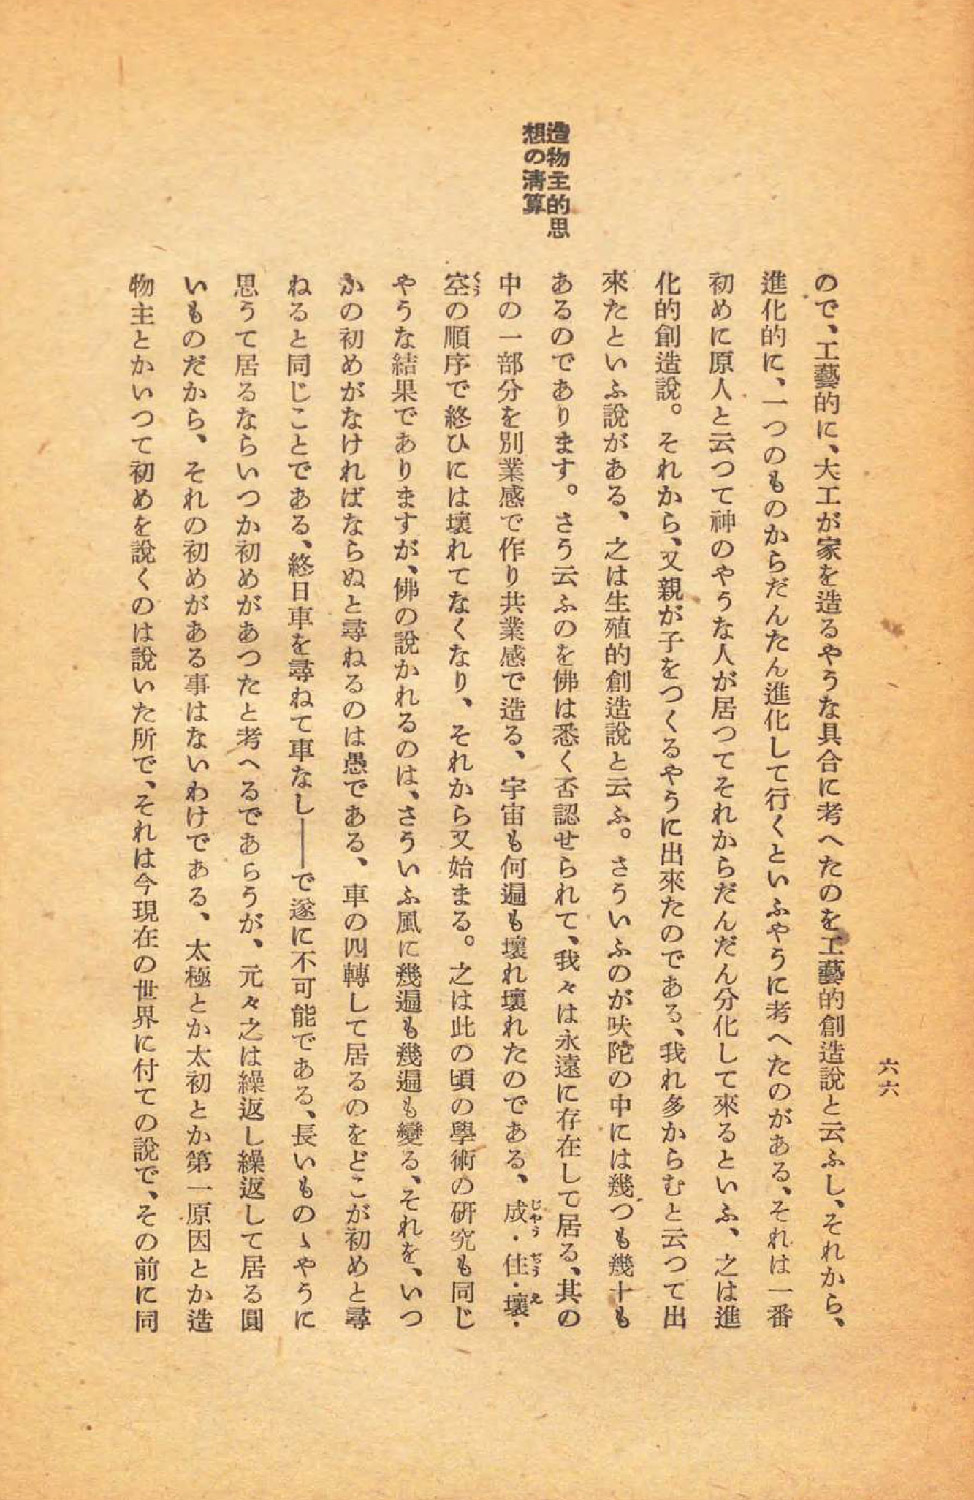 六六
造物主的思
想の清算
ので、工藝的に、大工が家を造るやうな具合に考へたのを工藝的創造說と云ふし、それから、
進化的に、一つのものからだんたん進化して行くといふやうに考へたのがある、それは一番
初めに原人と云つて神のやうな人が居つてそれからだんだん分化して來るといふ、之は進
化的創造說。それから、又親が子をつくるやうに出來たのである、我れ多からむと云つて出
來たといふ說がある、之は生殖的創造說と云ふ。さういふのが吠陀の中には幾つも幾十も
あるのであります。さう云ふのを佛は悉く否認せられて、我々は永遠に存在して居る、其の
中の一部分を別業感で作り共業感で造る、宇宙も何遍も壞れ壞れたのである、成・住・壞・
空の順序で終ひには壞れてなくなり、それから又始まる。之は此の頃の學術の研究も同じ
やうな結果でありますが、佛の說かれるのは、さういふ風に幾遍も幾遍も變る、それを、いつ
かの初めがなければならぬと尋ねるのは愚である、車の四轉して居るのをどこが初めと尋
ねると同じことである、終日車を尋ねて車なし――で遂に不可能である、長いものゝやうに
思うて居るならいつか初めがあつたと考へるであらうが、元々之は繰返し繰返して居る圓
いものだから、それの初めがある事はないわけである、太極とか太初とか第一原因とか造
物主とかいつて初めを說くのは說いた所で、それは今現在の世界に付ての說で、その前に同